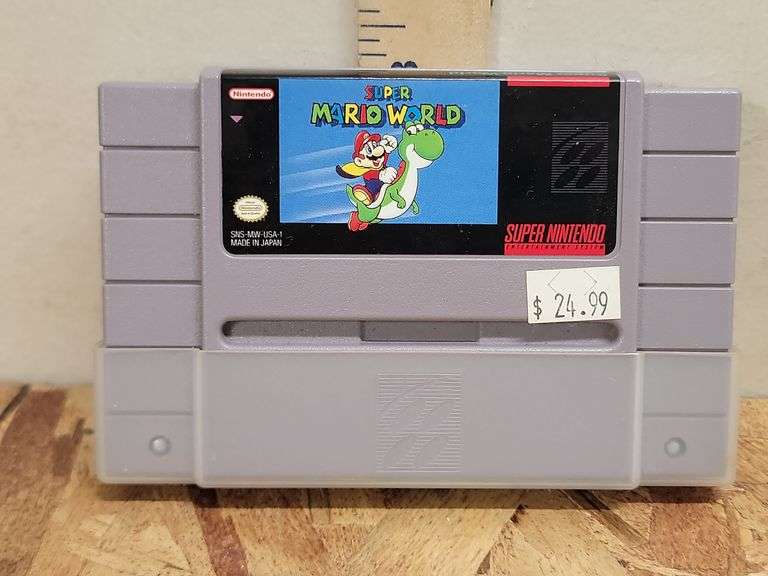 Nintendo
SUPER
MARIO WORLD
SNS-MW-USA-1
MADE IN JAPAN
SUPER NINTENDO
ENTERTAINMENT SYSTEM
$ 24.99